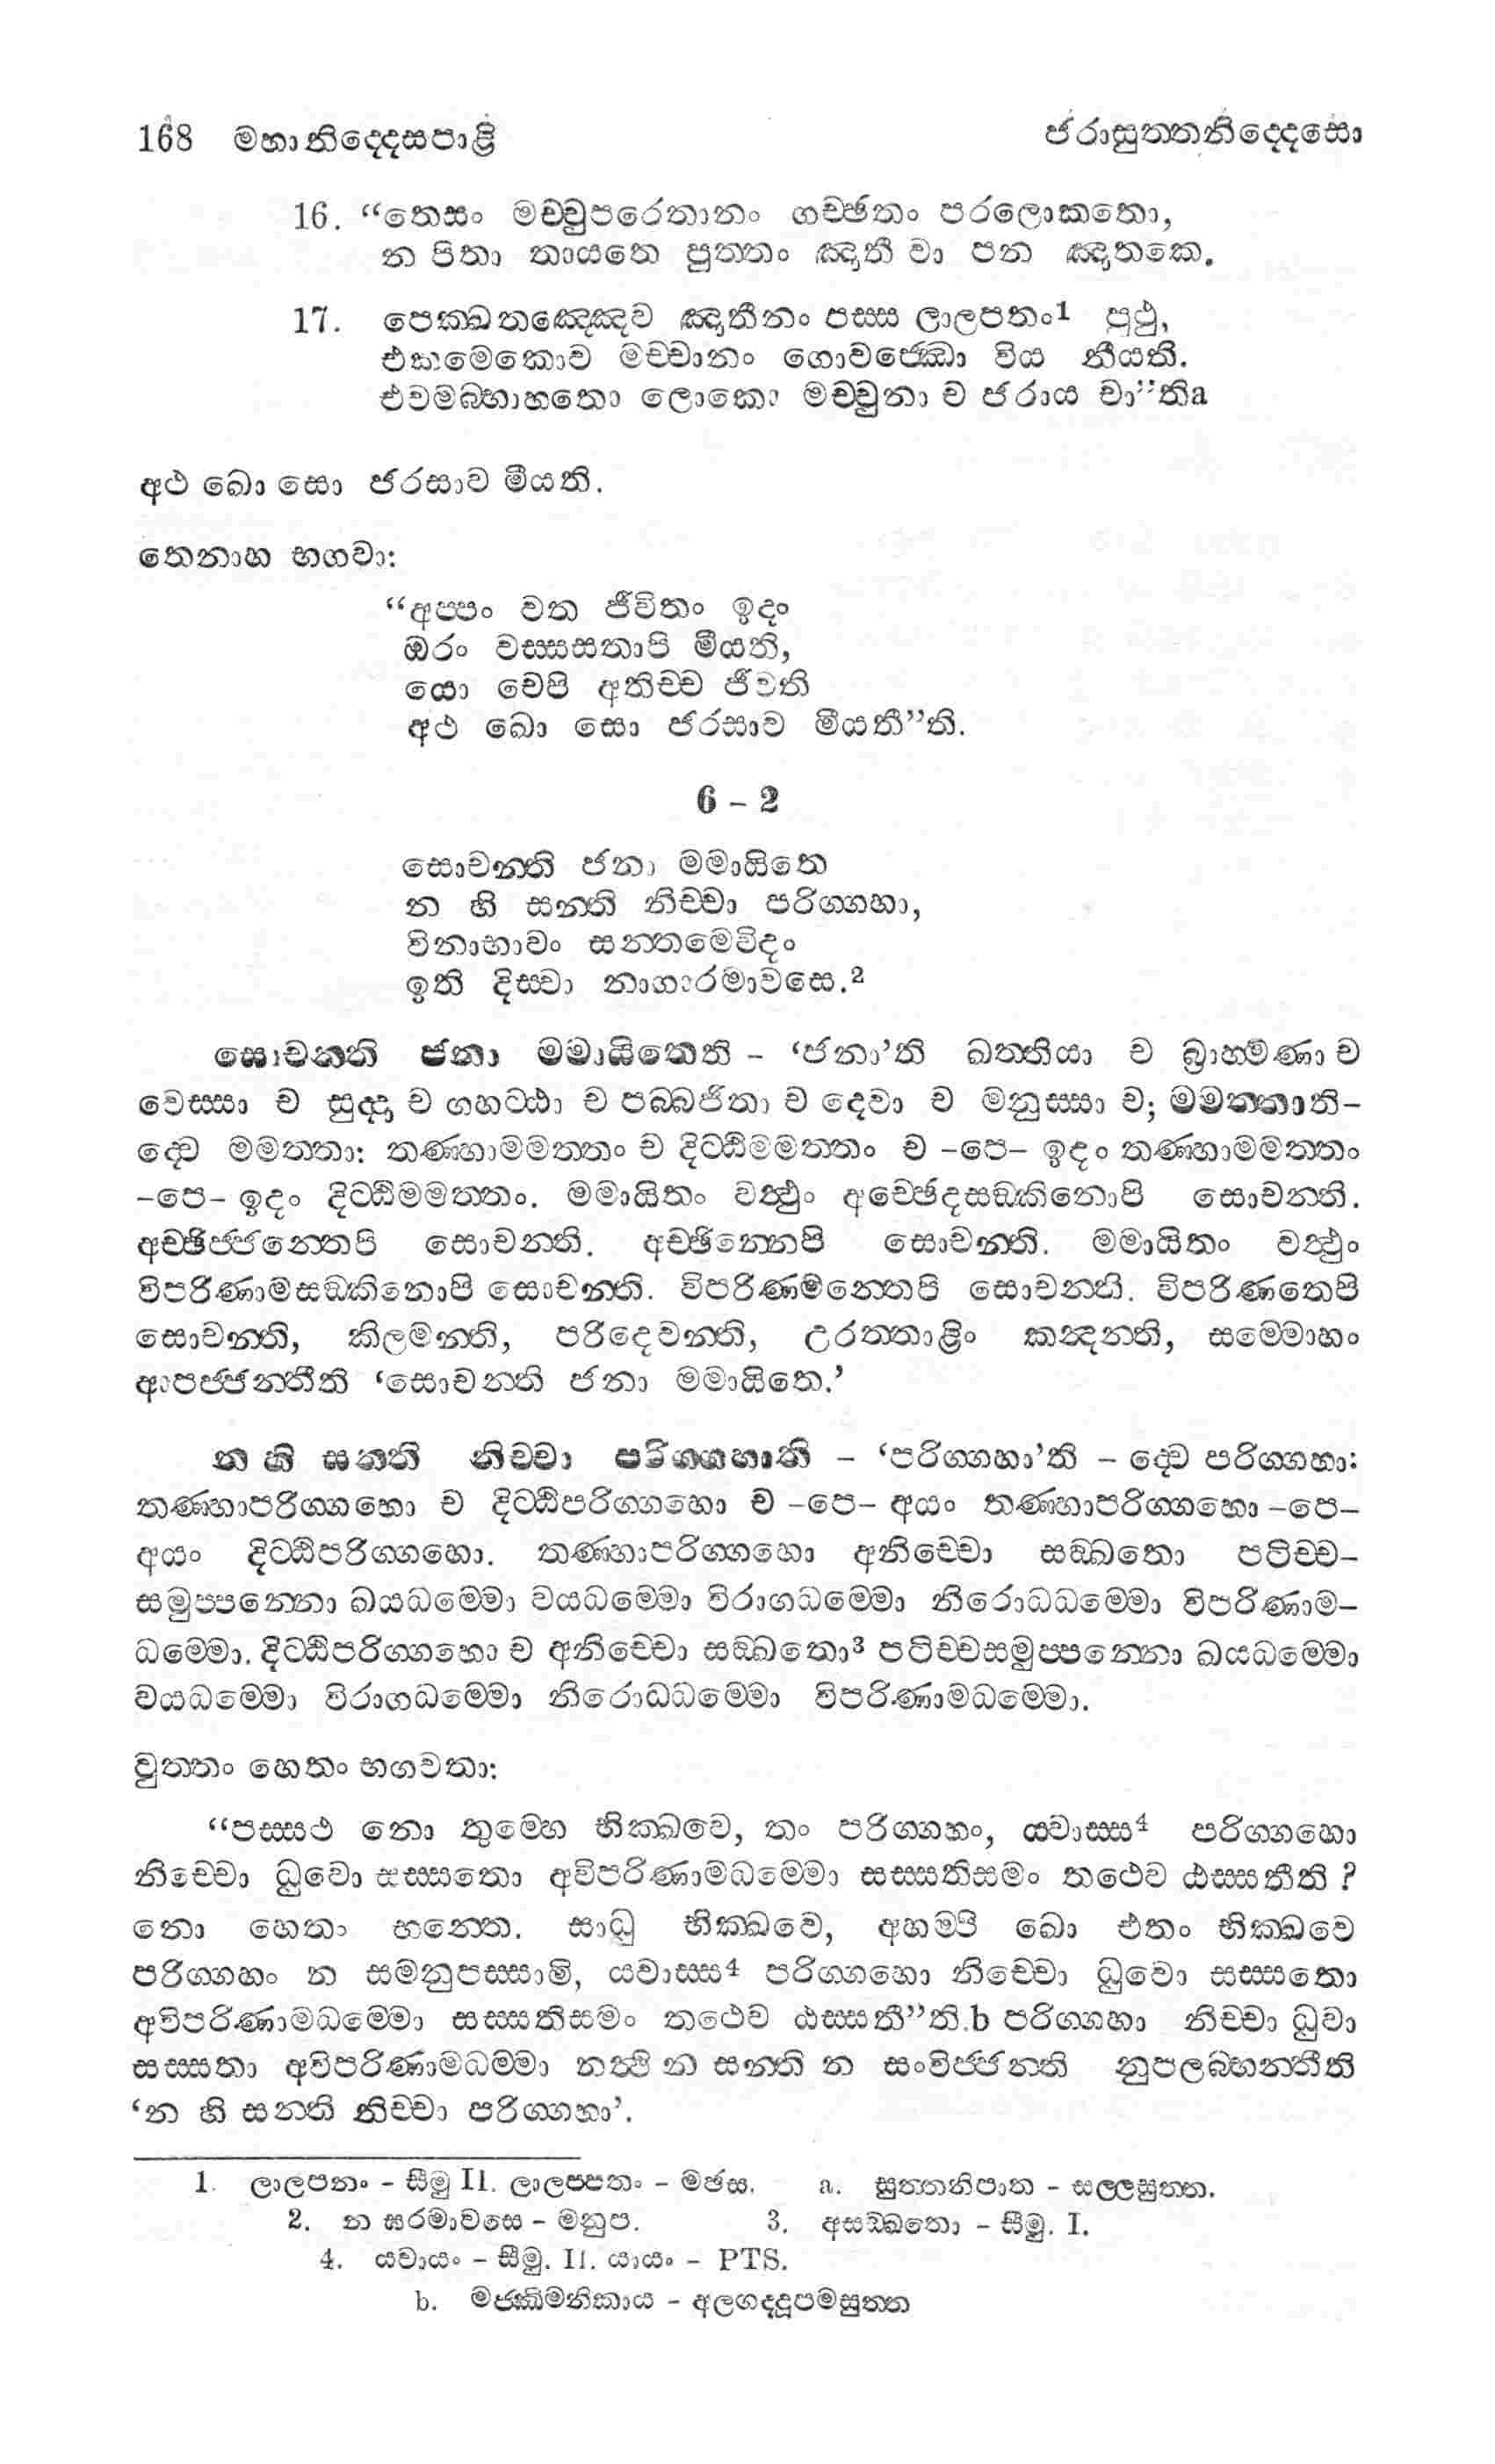 168 මහානිද්දෙසපාළි ජරාසුත්තනිද්දෙසො
16. “තෙසං මච්චුපරෙතානං ගච්ඡතං පරලොකතො,
න පිතා තායතෙ පුත්තං ඤාතී වා පන ඤාතකෙ.
17. පෙක්ඛතඤ්ඤෙව ඤාතීනං පස්ස ලාලපතං1 පුථු,
එකමෙකොව මච්චානං ගොවජ්ඣො විය නීයති.
එවමබ්භාහතො ලොකො මච්චුනා ච ජරාය චා”තිa
අථ ඛො සො ජරසාව මීයති.
තෙනාහ භගවා:
“අප්පං වත ජීවිතං ඉදං
ඔරං වස්සසතාපි මීයති,
යො චෙපි අතිච්ච ජීවති
අථ ඛො සො ජරසාව මීයතී”ති.
6 – 2
සොචන්ති ජනා මමායිතෙ
න හි සන්ති නිච්චා පරිග්ගහා,
විනාභාවං සන්තමෙවිදං
ඉති දිස්වා නාගාරමාවසෙ.2
සොචන්ති ජනා මමායිතෙති – ‘ජනා’ති ඛත්තියා ච බ්‍රාහ්මණා ච
වෙස්සා ච සුද්දා ච ගහට්ඨා ච පබ්බජිතා ච දෙවා ච මනුස්සා ච; මමත්තාති–
ද්වෙ මමත්තා: තණ්හාමමත්තං ච දිට්ඨිමමත්තං ච –පෙ– ඉදං තණ්හාමමත්තං
–පෙ– ඉදං දිට්ඨිමමත්තං. මමායිතං වත්ථුං අච්ඡෙදසඞ්කිනොපි සොචන්ති.
අච්ඡිජ්ජන්තෙපි සොචන්ති. අච්ඡින්නෙපි සොචන්ති. මමායිතං වත්ථුං
විපරිණාමසඞ්කිනොපි සොචන්ති. විපරිණමන්තෙපි සොචන්ති. විපරිණතෙපි
සොචන්ති, කිලමන්ති, පරිදෙවන්ති, උරත්තාළිං කන්දන්ති, සම්මොහං
ආපජ්ජන්තීති ‘සොචන්ති ජනා මමායිතෙ.’
න හි සන්ති නිච්චා පරිග්ගහාති – ‘පරිග්ගහා’ති – ද්වෙ පරිග්ගහා:
තණ්හාපරිග්ගහො ච දිට්ඨිපරිග්ගහො ච –පෙ– අයං තණ්හාපරිග්ගහො –පෙ–
අයං දිට්ඨිපරිග්ගහො. තණ්හාපරිග්ගහො අනිච්චො සඞ්ඛතො පටිච්ච–
සමුප්පන්නො ඛයධම්මො වයධම්මො විරාගධම්මො නිරොධධම්මො විපරිණාම–
ධම්මො. දිට්ඨිපරිග්ගහො ච අනිච්චො සඞ්ඛතො3 පටිච්චසමුප්පන්නො ඛයධම්මො
වයධම්මො විරාගධම්මො නිරොධධම්මො විපරිණාමධම්මො.
වුත්තං හෙතං භගවතා:
“පස්සථ නො තුම්හෙ භික්ඛවෙ, තං පරිග්ගහං, යවාස්ස4 පරිග්ගහො
නිච්චො ධුවො සස්සතො අවිපරිණාමධම්මො සස්සතිසමං තථෙව ඨස්සතීති ?
නො හෙතං භන්තෙ. සාධු භික්ඛවෙ, අහම්පි ඛො එතං භික්ඛවෙ
පරිග්ගහං න සමනුපස්සාමි, යවාස්ස4 පරිග්ගහො නිච්චො ධුවො සස්සතො
අවිපරිණාමධම්මො සස්සතිසමං තථෙව ඨස්සතී”ති.b පරිග්ගහා නිච්චා ධුවා
සස්සතා අවිපරිණාමධම්මා නත්ථි න සන්ති න සංවිජ්ජන්ති නුපලබ්භන්තීති
‘න හි සන්ති නිච්චා පරිග්ගහා’.
1. ලාලපනං – සීමු II. ලාලප්පතං – මඡසං. a. සුත්තනිපාත – සල්ලසුත්ත.
2. න ඝරමාවසෙ – මනුප. 3. අසඞ්ඛතො – සීමු. I.
4. යවායං – සීමු. II. යායං – PTS.
b. මජ්ඣිමනිකාය – අලගද්දූපමසුත්ත